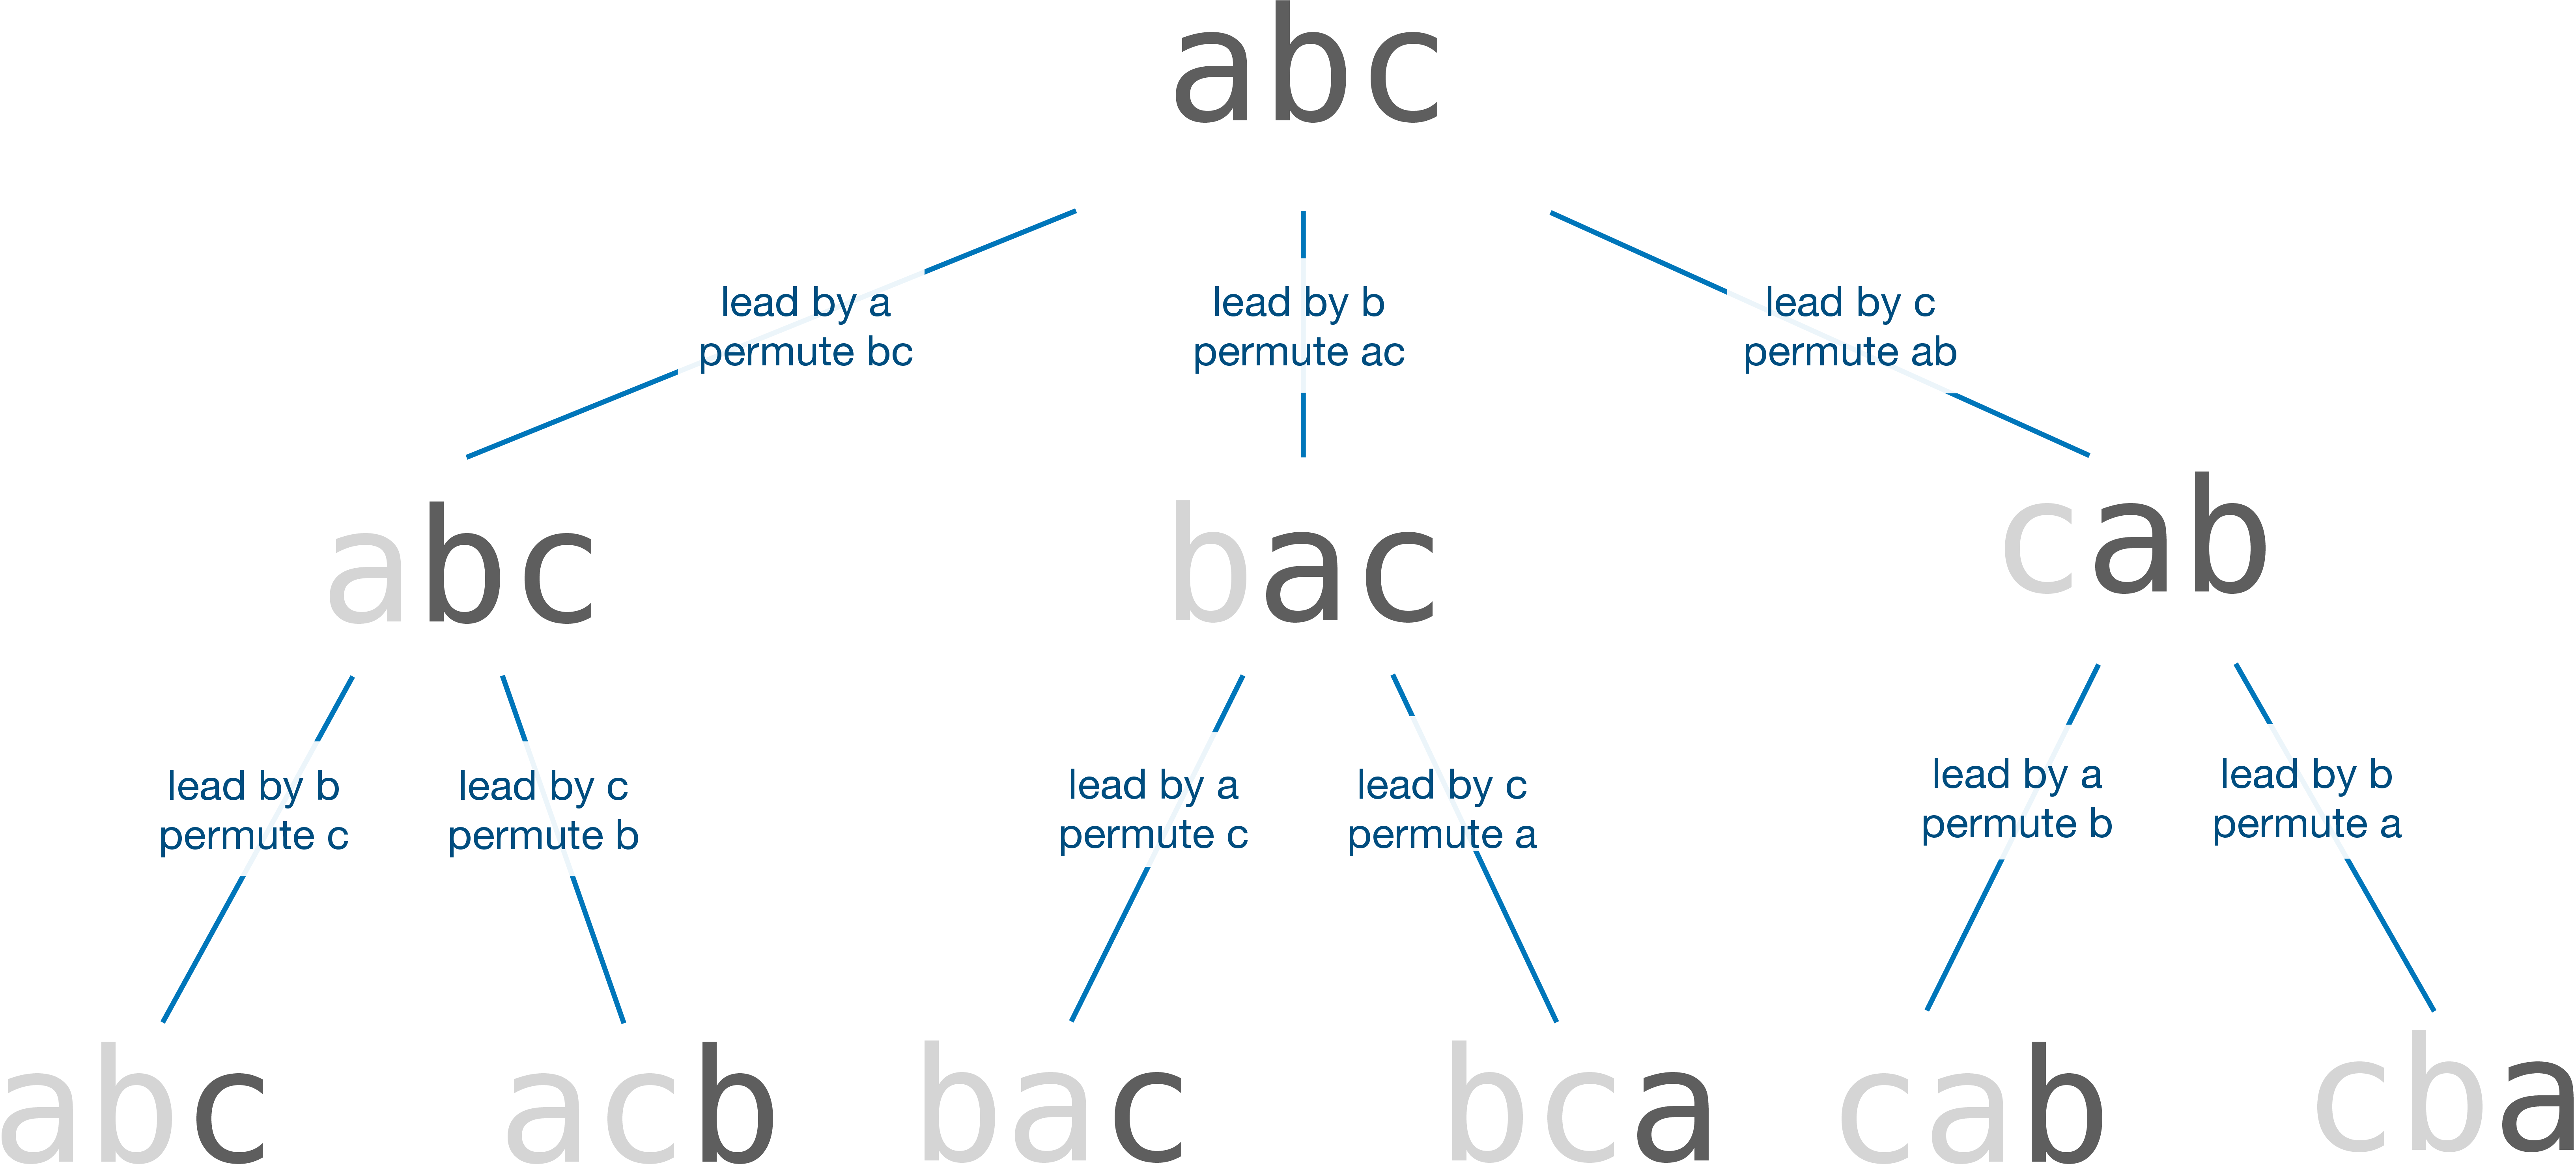 abc
lead by a
permute bc
lead by b
permute ac
lead by c
permute ab
abc
bac
cab
lead by b
permute c
lead by c
permute b
lead by a
permute c
lead by c
permute a
lead by a
permute b
lead by b
permute a
abc
acb
bac
bca
cab
cba